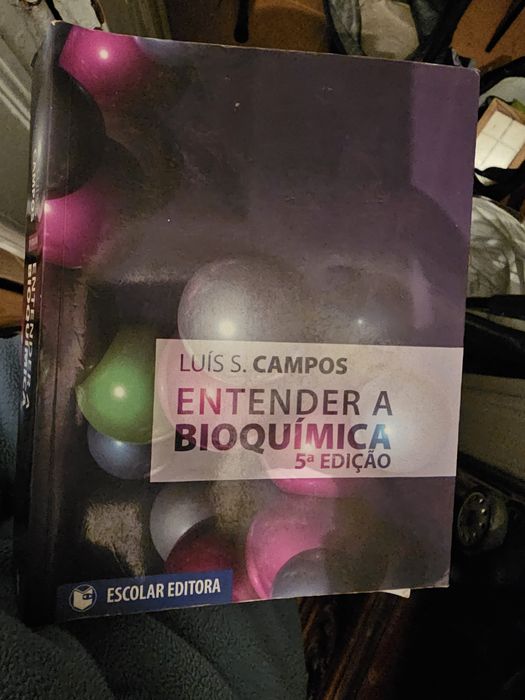 LUÍS S. CAMPOS
ENTENDER A
BIOQUÍMICA
5ª EDIÇÃO
ESCOLAR EDITORA